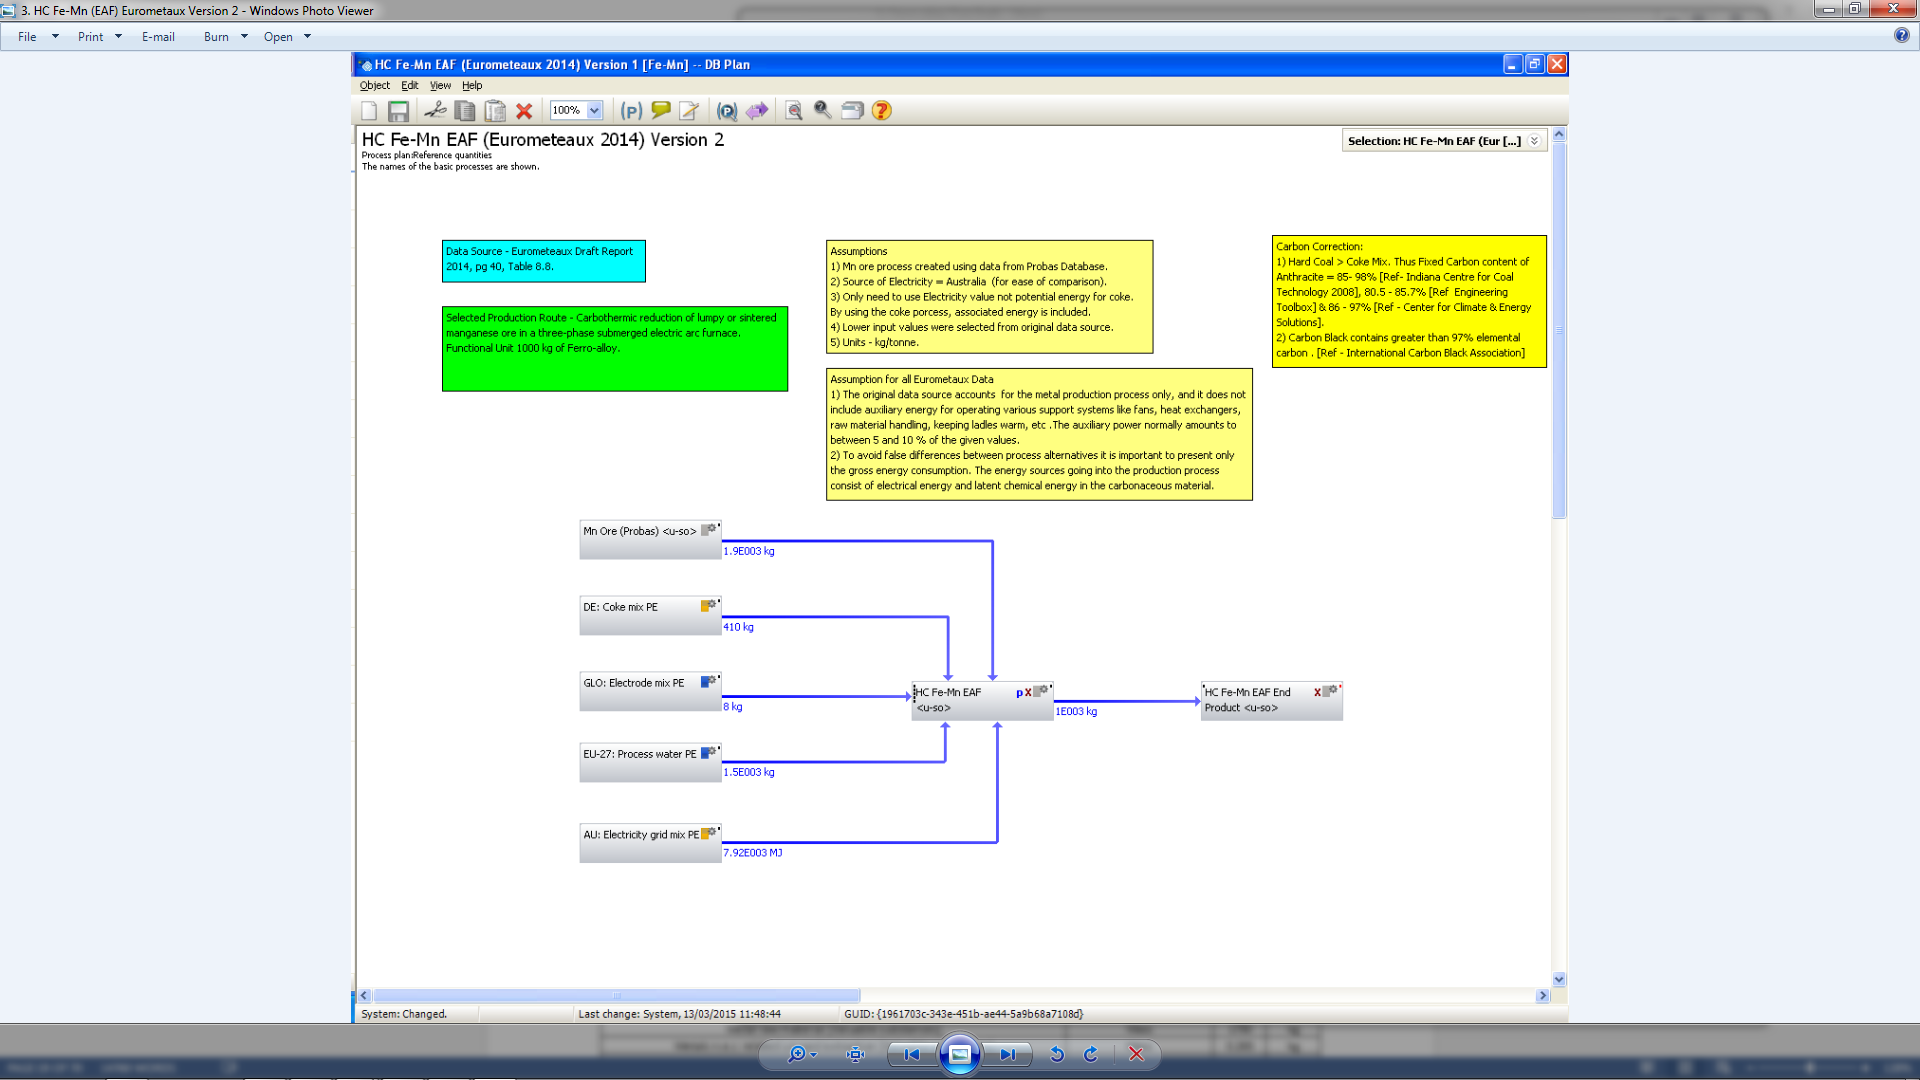 3. HC Fe-Mn (EAF) Eurometaux Version 2 - Windows Photo Viewer
File Print E-mail Burn Open
HC Fe-Mn EAF (Eurometeaux 2014) Version 1 [Fe-Mn] -- DB Plan
Object Edit View Help
100%
HC Fe-Mn EAF (Eurometeaux 2014) Version 2
Process plan:Reference quantities
The names of the basic processes are shown.
Selection: HC Fe-Mn EAF (Eur [...]
Data Source - Eurometeaux Draft Report
2014, pg 40, Table 8.8.
Selected Production Route - Carbothermic reduction of lumpy or sintered
manganese ore in a three-phase submerged electric arc furnace.
Functional Unit 1000 kg of Ferro-alloy.
Assumptions
1) Mn ore process created using data from Probas Database.
2) Source of Electricity = Australia (for ease of comparison).
3) Only need to use Electricity value not potential energy for coke.
By using the coke porcess, associated energy is included.
4) Lower input values were selected from original data source.
5) Units - kg/tonne.
Assumption for all Eurometaux Data
1) The original data source accounts for the metal production process only, and it does not
include auxiliary energy for operating various support systems like fans, heat exchangers,
raw material handling, keeping ladles warm, etc .The auxiliary power normally amounts to
between 5 and 10 % of the given values.
2) To avoid false differences between process alternatives it is important to present only
the gross energy consumption. The energy sources going into the production process
consist of electrical energy and latent chemical energy in the carbonaceous material.
Carbon Correction:
1) Hard Coal > Coke Mix. Thus Fixed Carbon content of
Anthracite = 85- 98% [Ref- Indiana Centre for Coal
Technology 2008], 80.5 - 85.7% [Ref Engineering
Toolbox] & 86 - 97% [Ref - Center for Climate & Energy
Solutions].
2) Carbon Black contains greater than 97% elemental
carbon . [Ref - International Carbon Black Association]
Mn Ore (Probas) <u-so>
1.9E003 kg
DE: Coke mix PE
410 kg
GLO: Electrode mix PE
8 kg
EU-27: Process water PE
1.5E003 kg
AU: Electricity grid mix PE
7.92E003 MJ
HC Fe-Mn EAF pX
<u-so>
1E003 kg
HC Fe-Mn EAF End X
Product <u-so>
System: Changed. Last change: System, 13/03/2015 11:48:44 GUID: {1961703c-343e-451b-ae44-5a9b68a7108d}